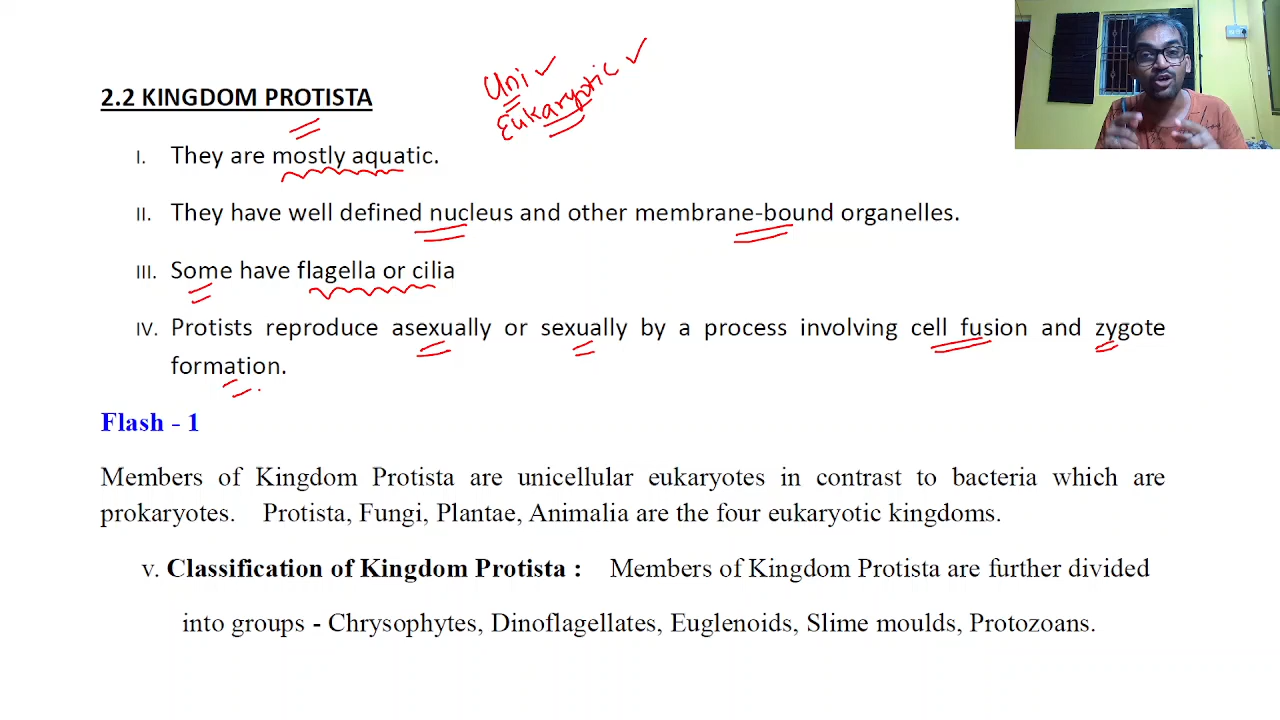 Uni ✓
Eukaryotic ✓
2.2 KINGDOM PROTISTA
I. They are mostly aquatic.
II. They have well defined nucleus and other membrane-bound organelles.
III. Some have flagella or cilia
IV. Protists reproduce asexually or sexually by a process involving cell fusion and zygote
formation.
Flash - 1
Members of Kingdom Protista are unicellular eukaryotes in contrast to bacteria which are
prokaryotes. Protista, Fungi, Plantae, Animalia are the four eukaryotic kingdoms.
v. Classification of Kingdom Protista : Members of Kingdom Protista are further divided
into groups - Chrysophytes, Dinoflagellates, Euglenoids, Slime moulds, Protozoans.